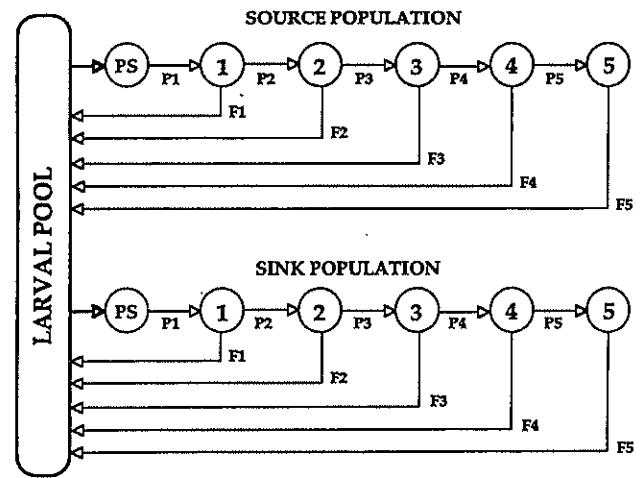 SOURCE POPULATION
PS 1 2 3 4 5
P1 P2 P3 P4 P5
F1
F2
F3
F4
F5
LARVAL POOL
SINK POPULATION
PS 1 2 3 4 5
P1 P2 P3 P4 P5
F1
F2
F3
F4
F5